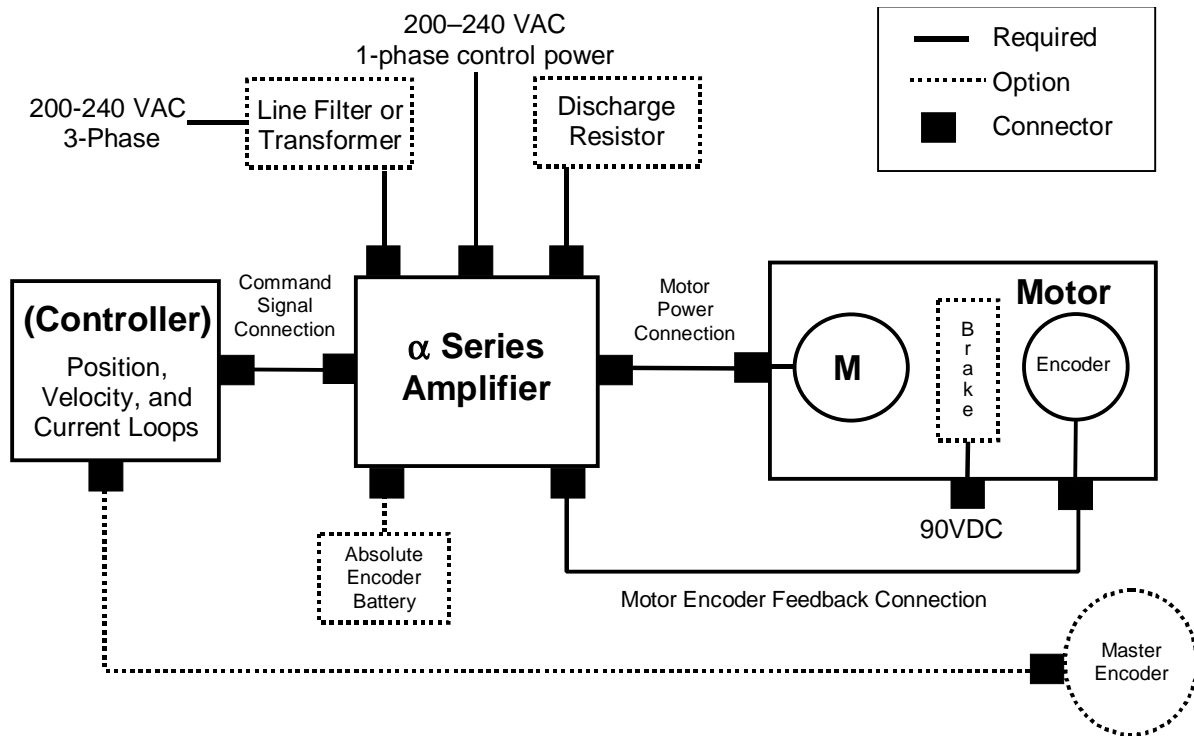 200–240 VAC
1-phase control power
200-240 VAC
3-Phase
Line Filter or
Transformer
Discharge
Resistor
Required
Option
Connector
(Controller)
Position,
Velocity, and
Current Loops
Command
Signal
Connection
α Series
Amplifier
Motor
Power
Connection
Motor
M
B
r
a
k
e
Encoder
90VDC
Absolute
Encoder
Battery
Motor Encoder Feedback Connection
Master
Encoder